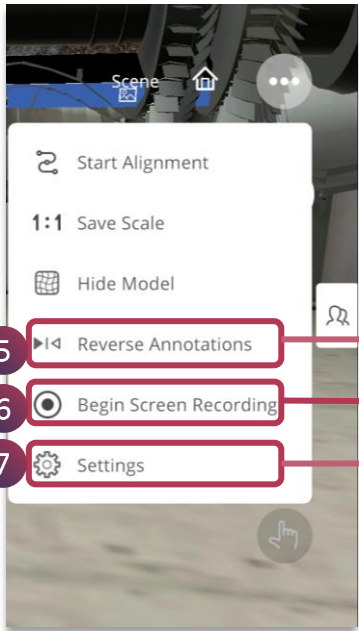 Scene
Start Alignment
1:1 Save Scale
Hide Model
5 Reverse Annotations
6 Begin Screen Recording
7 Settings